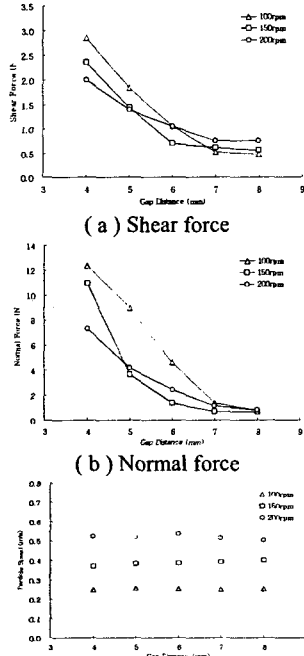 3.5
3.0
2.5
2.0
1.5
1.0
0.5
0.0
Shear Force
100rpm
150rpm
200rpm
3 4 5 6 7 8 9
Gap Distance (mm)
( a ) Shear force
14
12
10
8
6
4
2
0
Normal Force
100rpm
150rpm
200rpm
3 4 5 6 7 8 9
Gap Distance (mm)
( b ) Normal force
0.8
0.7
0.6
0.5
0.4
0.3
0.2
0.1
0.0
100rpm
150rpm
200rpm
3 4 5 6 7 8 9